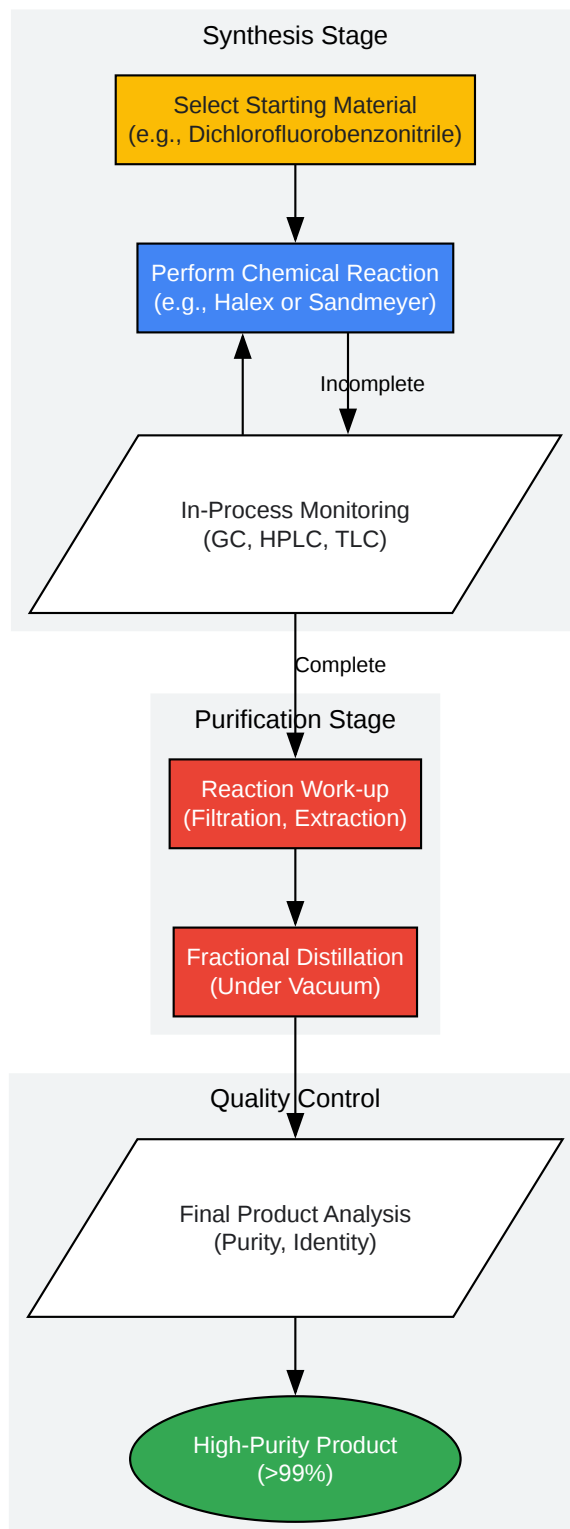 Synthesis Stage
Select Starting Material
(e.g., Dichlorofluorobenzonitrile)
Perform Chemical Reaction
(e.g., Halex or Sandmeyer)
Incomplete
In-Process Monitoring
(GC, HPLC, TLC)
Complete
Purification Stage
Reaction Work-up
(Filtration, Extraction)
Fractional Distillation
(Under Vacuum)
Quality Control
Final Product Analysis
(Purity, Identity)
High-Purity Product
(>99%)